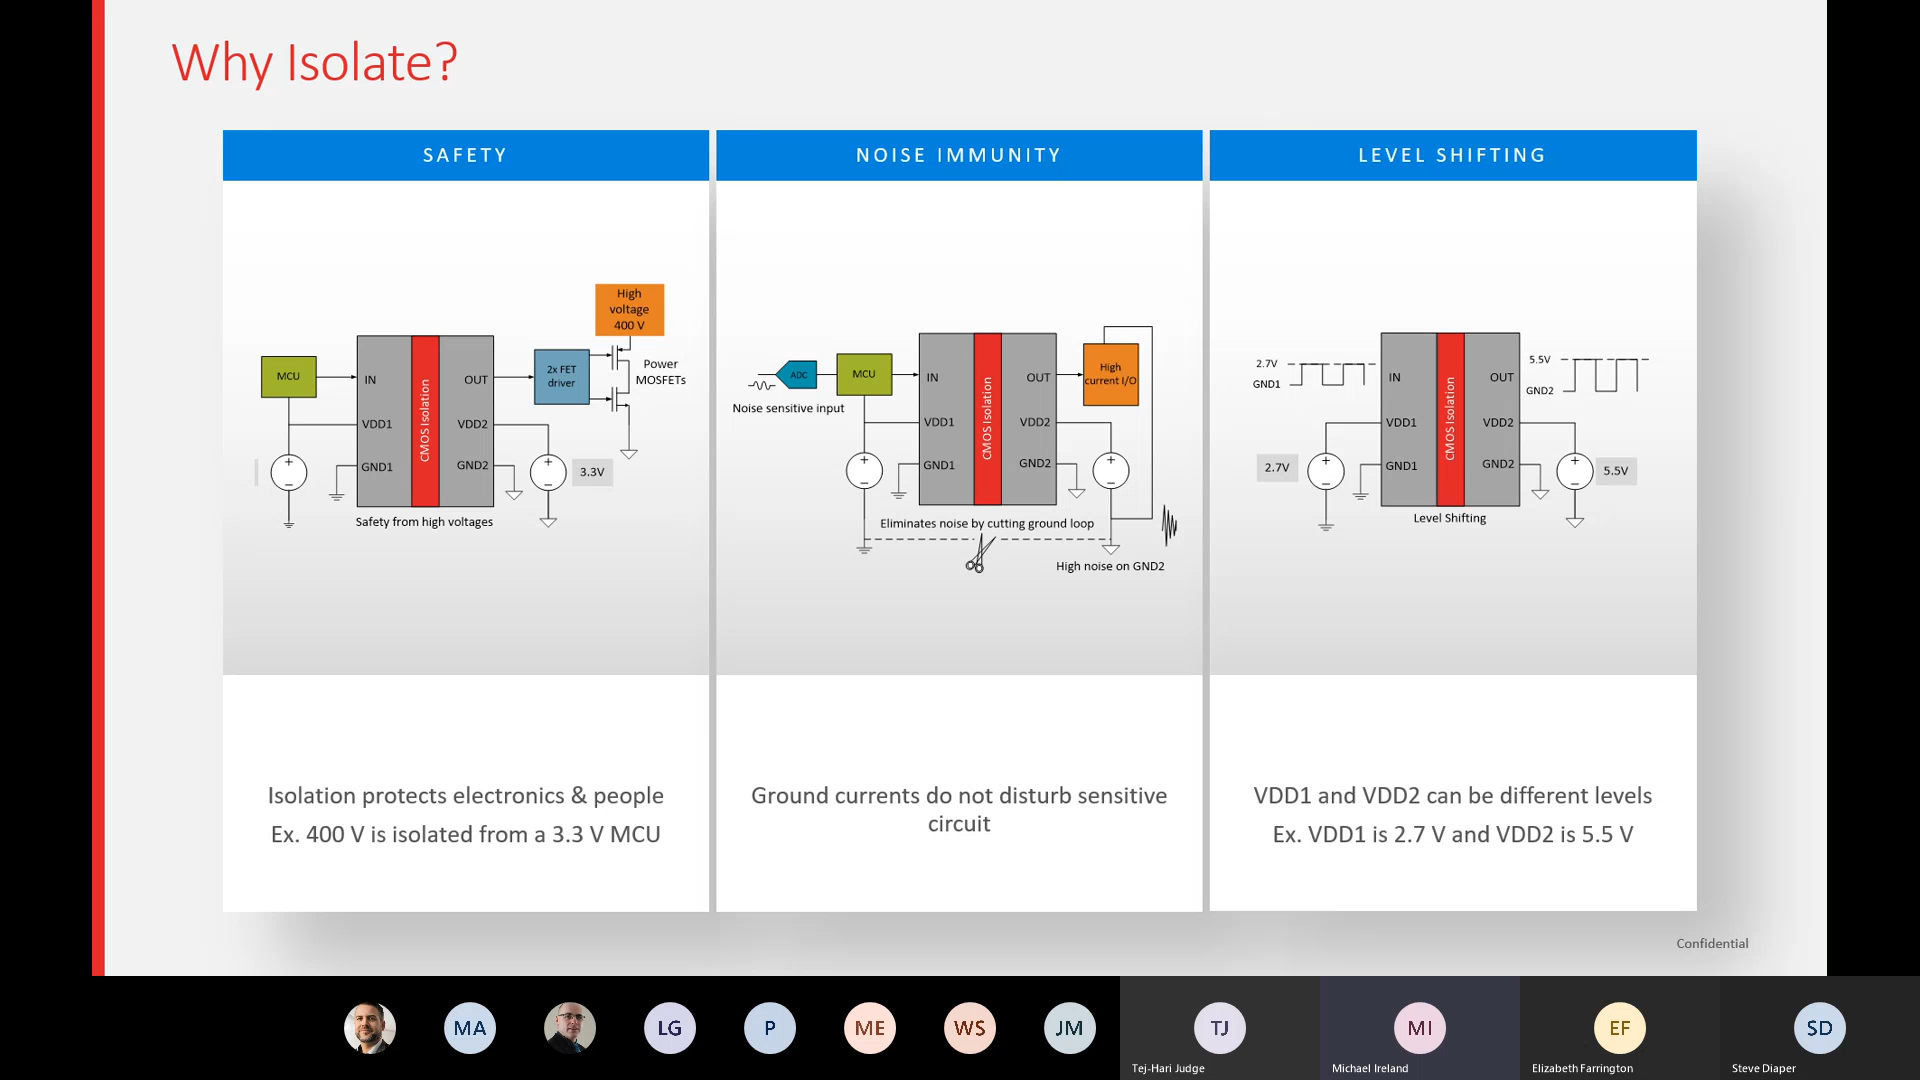 Why Isolate?
SAFETY
High
voltage
400 V
MCU
IN
OUT
2x FET
driver
Power
MOSFETs
CMOS Isolation
VDD1
VDD2
GND1
GND2
3.3V
Safety from high voltages
Isolation protects electronics & people
Ex. 400 V is isolated from a 3.3 V MCU
NOISE IMMUNITY
ADC
MCU
IN
OUT
High
current I/O
Noise sensitive input
CMOS Isolation
VDD1
VDD2
GND1
GND2
Eliminates noise by cutting ground loop
High noise on GND2
Ground currents do not disturb sensitive
circuit
LEVEL SHIFTING
2.7V
GND1
IN
OUT
5.5V
GND2
CMOS Isolation
VDD1
VDD2
2.7V
GND1
GND2
5.5V
Level Shifting
VDD1 and VDD2 can be different levels
Ex. VDD1 is 2.7 V and VDD2 is 5.5 V
Confidential
MA
LG
P
ME
WS
JM
TJ
Tej-Hari Judge
MI
Michael Ireland
EF
Elizabeth Farrington
SD
Steve Diaper